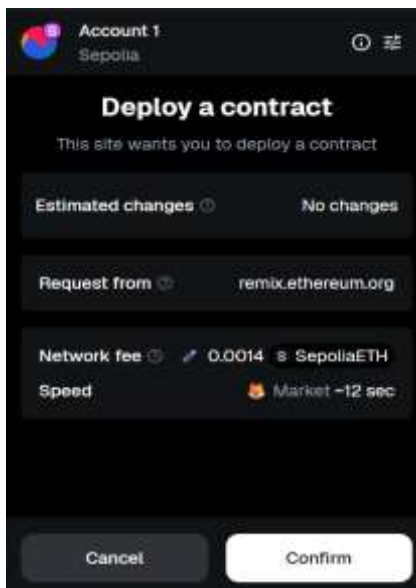 Account 1
Sepolia
Deploy a contract
This site wants you to deploy a contract
Estimated changes No changes
Request from remix.ethereum.org
Network fee 0.0014 S SepoliaETH
Speed Market ~12 sec
Cancel Confirm